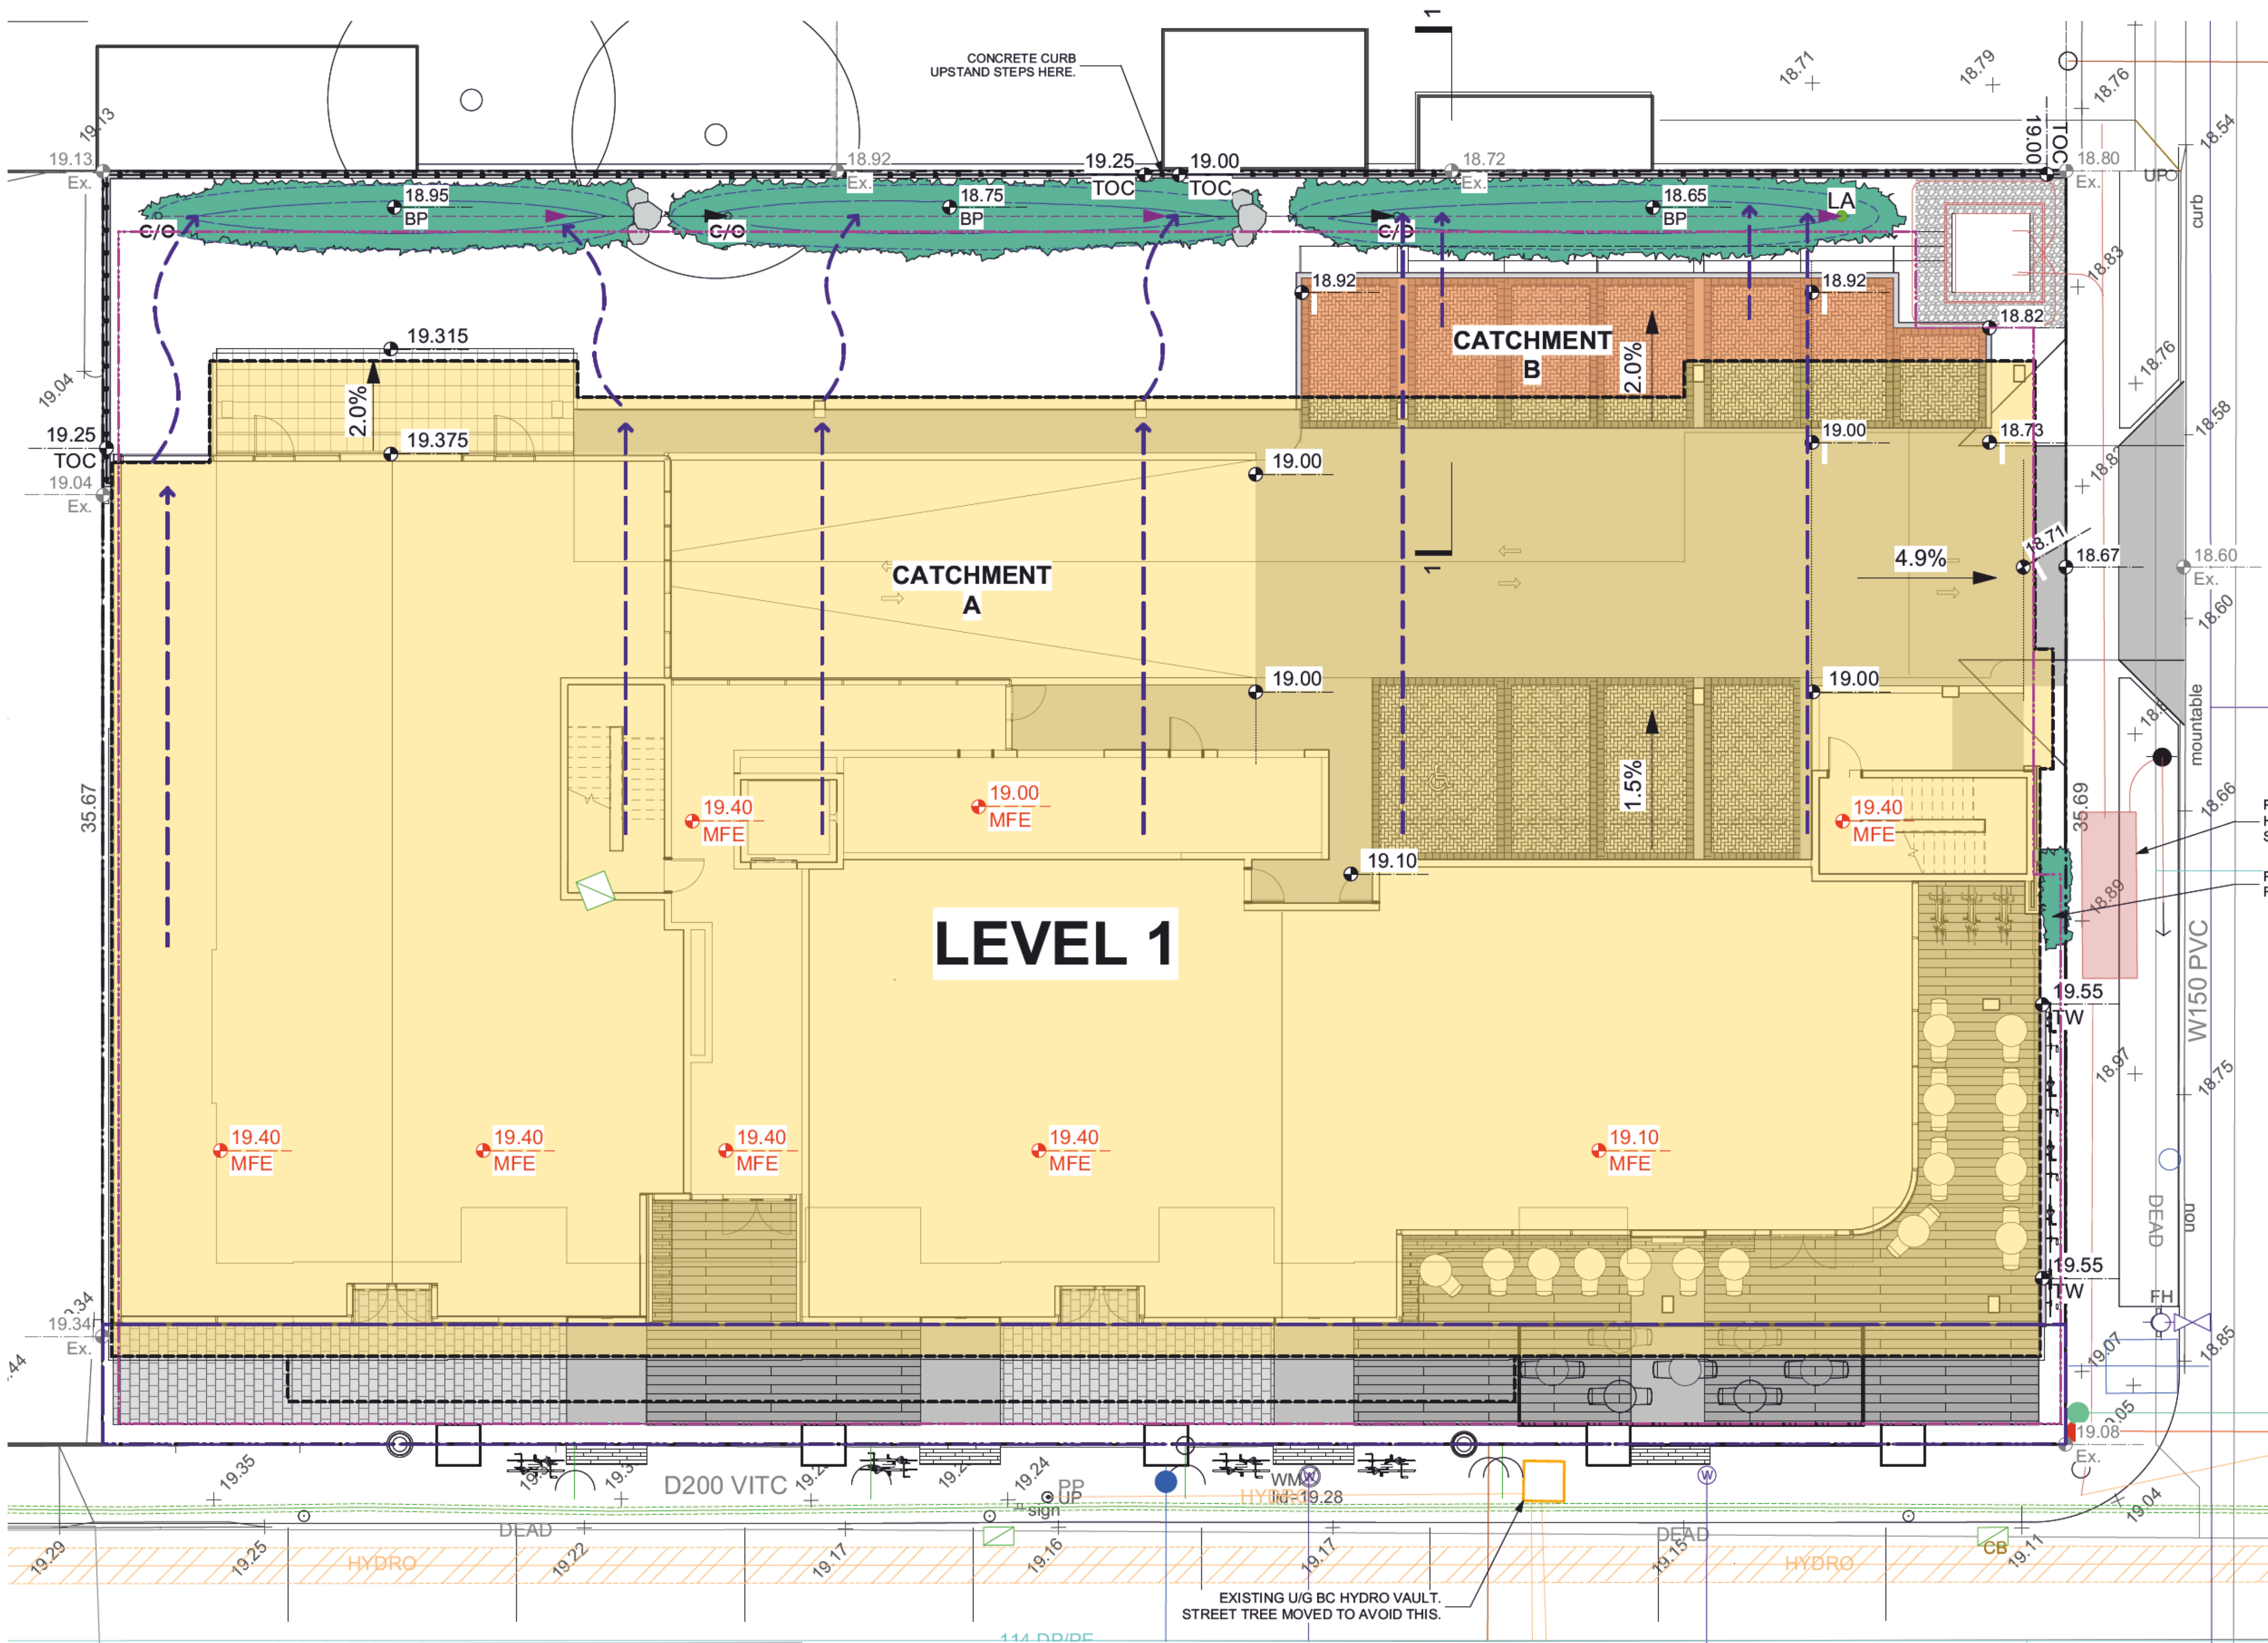 1
CONCRETE CURB
UPSTAND STEPS HERE.
18.71
18.79
18.76
18.54
19.13
19.13
Ex.
18.92
Ex.
19.25
TOC
19.00
TOC
18.72
Ex.
19.00
TOC
18.80
Ex.
UP
curb
18.95
BP
18.75
BP
18.65
BP
LA
C/O
C/O
C/O
18.83
18.92
18.92
18.82
CATCHMENT
B
2.0%
19.315
2.0%
19.375
18.76
19.04
19.25
TOC
19.04
Ex.
19.00
19.00
18.73
18.58
18.71
18.67
18.60
Ex.
4.9%
CATCHMENT
A
1
18.60
19.00
19.00
mountable
35.67
19.40
MFE
19.00
MFE
1.5%
19.40
MFE
35.69
18.66
19.10
18.89
LEVEL 1
W150 PVC
19.55
TW
18.97
18.75
19.40
MFE
19.40
MFE
19.40
MFE
19.40
MFE
19.10
MFE
DEAD
nou
19.55
TW
FH
19.34
19.34
Ex.
19.07
18.85
19.08
Ex.
19.35
D200 VITC
19.24
PP
UP
sign
WM
HYDRO
lid=19.28
19.04
DEAD
DEAD
CB
19.29
19.25
HYDRO
19.22
19.17
19.16
19.17
19.15
HYDRO
19.11
EXISTING U/G BC HYDRO VAULT.
STREET TREE MOVED TO AVOID THIS.